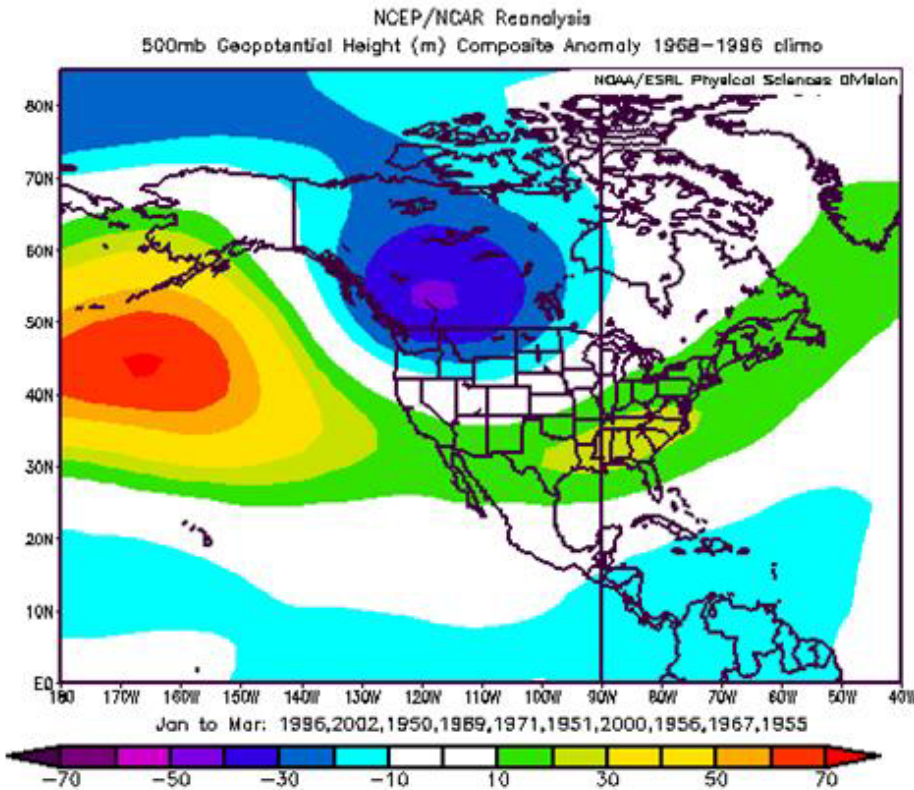 NCEP/NCAR Reanalysis
500mb Geopotential Height (m) Composite Anomaly 1968-1996 climo
NOAA/ESRL Physical Sciences Division
80N
70N
60N
50N
40N
30N
20N
10N
EQ
180 170W 160W 150W 140W 130W 120W 110W 100W 90W 80W 70W 60W 50W 40W
Jan to Mar: 1996,2002,1950,1989,1971,1951,2000,1956,1967,1955
-70 -50 -30 -10 10 30 50 70